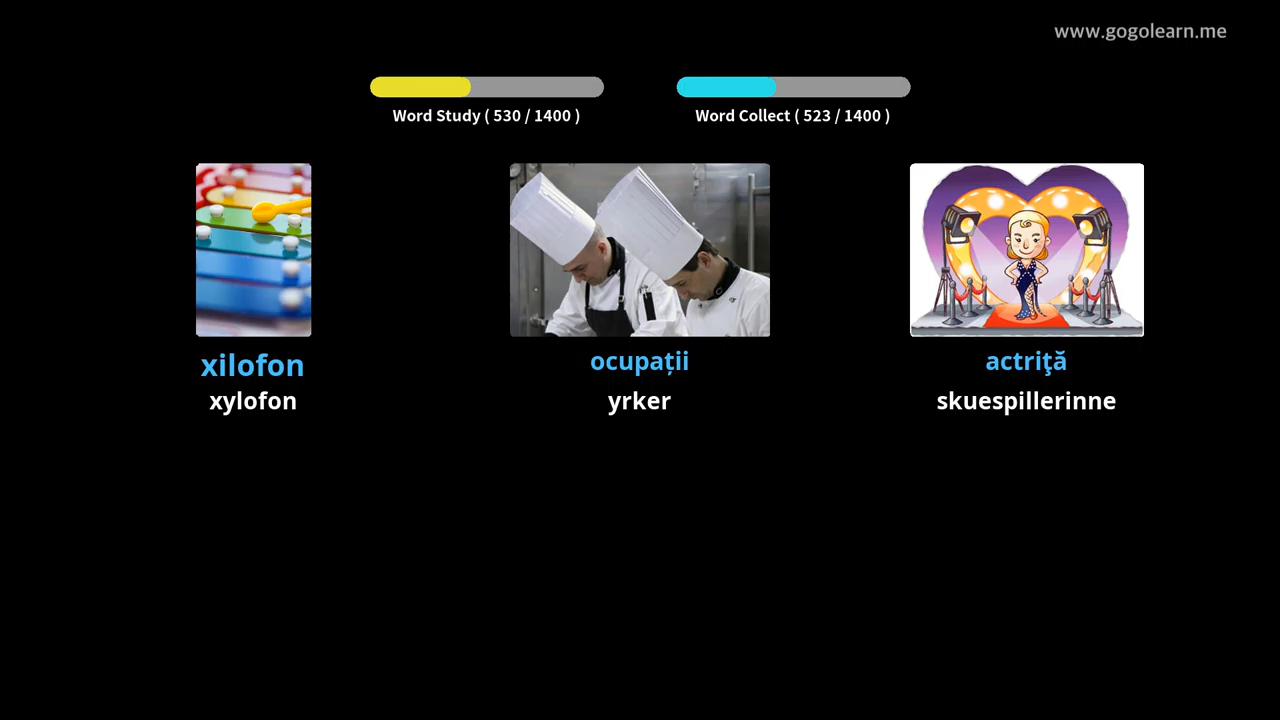 www.gogolearn.me
Word Study ( 530 / 1400 )
Word Collect ( 523 / 1400 )
xilofon
xylofon
ocupații
yrker
actriţă
skuespillerinne